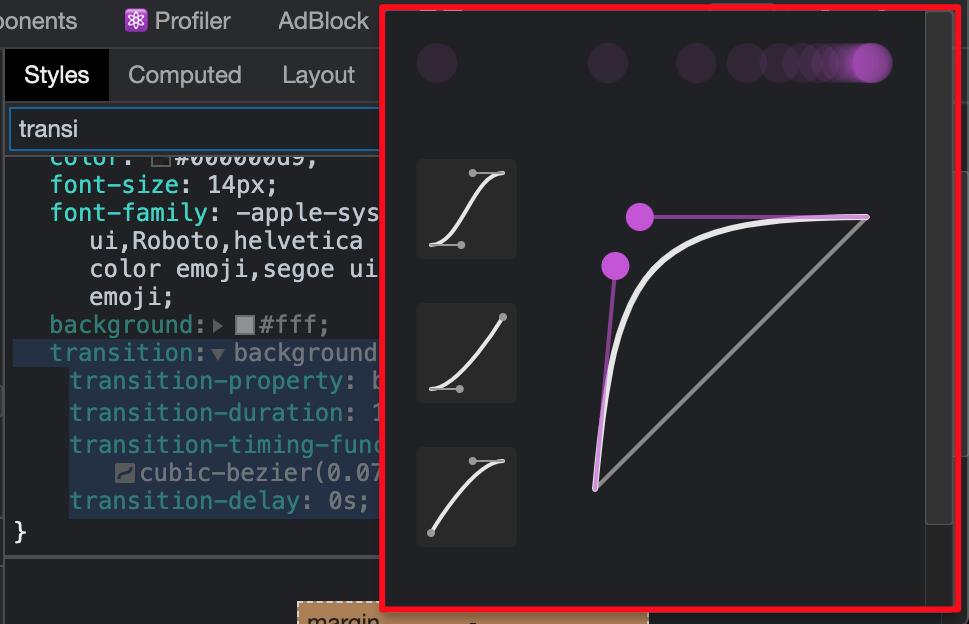 ponents
Profiler
AdBlock
Styles
Computed
Layout
transi
color: #000000d9;
font-size: 14px;
font-family: -apple-sys
ui,Roboto,helvetica
color emoji,segoe ui
emoji;
background: #fff;
transition: background
transition-property: b
transition-duration: 1
transition-timing-func
cubic-bezier(0.07
transition-delay: 0s;
}
margin